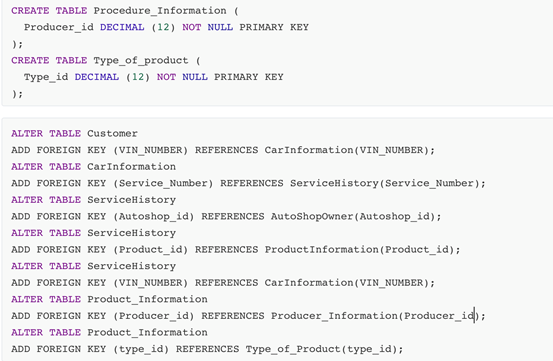 CREATE TABLE Procedure_Information (
Producer_id DECIMAL (12) NOT NULL PRIMARY KEY
);
CREATE TABLE Type_of_product (
Type_id DECIMAL (12) NOT NULL PRIMARY KEY
);
ALTER TABLE Customer
ADD FOREIGN KEY (VIN_NUMBER) REFERENCES CarInformation(VIN_NUMBER);
ALTER TABLE CarInformation
ADD FOREIGN KEY (Service_Number) REFERENCES ServiceHistory(Service_Number);
ALTER TABLE ServiceHistory
ADD FOREIGN KEY (Autoshop_id) REFERENCES AutoShopOwner(Autoshop_id);
ALTER TABLE ServiceHistory
ADD FOREIGN KEY (Product_id) REFERENCES ProductInformation(Product_id);
ALTER TABLE ServiceHistory
ADD FOREIGN KEY (VIN_NUMBER) REFERENCES CarInformation(VIN_NUMBER);
ALTER TABLE Product_Information
ADD FOREIGN KEY (Producer_id) REFERENCES Producer_Information(Producer_id);
ALTER TABLE Product_Information
ADD FOREIGN KEY (type_id) REFERENCES Type_of_Product(type_id);